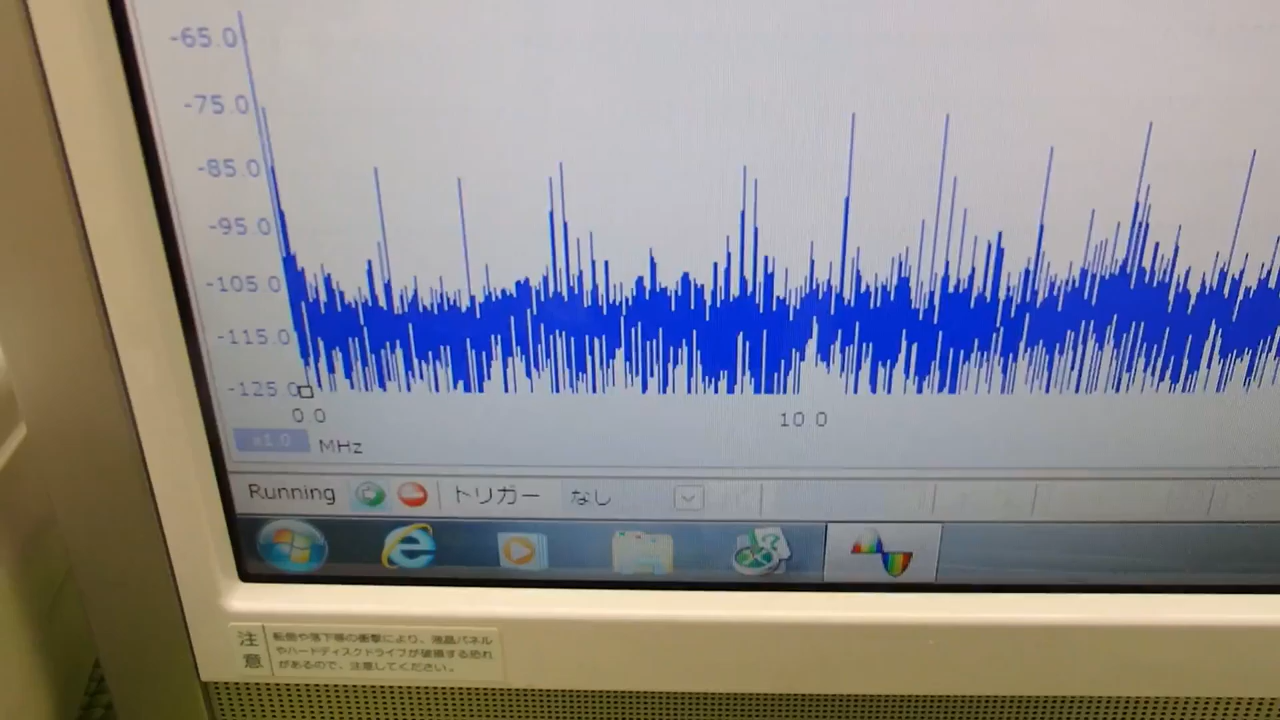 -65.0
-75.0
-85.0
-95.0
-105.0
-115.0
-125.0
0.0 10.0
x1.0 MHz
Running トリガー なし
注意
転倒や落下等の衝撃により、液晶パネル
やハードディスクドライブが破損する恐れ
があるので、注意してください。